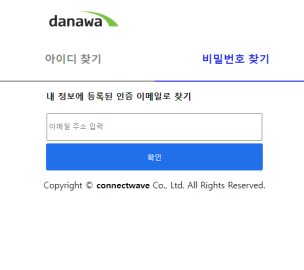 danawa
아이디 찾기
비밀번호 찾기
내 정보에 등록된 인증 이메일로 찾기
이메일 주소 입력
확인
Copyright © connectwave Co., Ltd. All Rights Reserved.